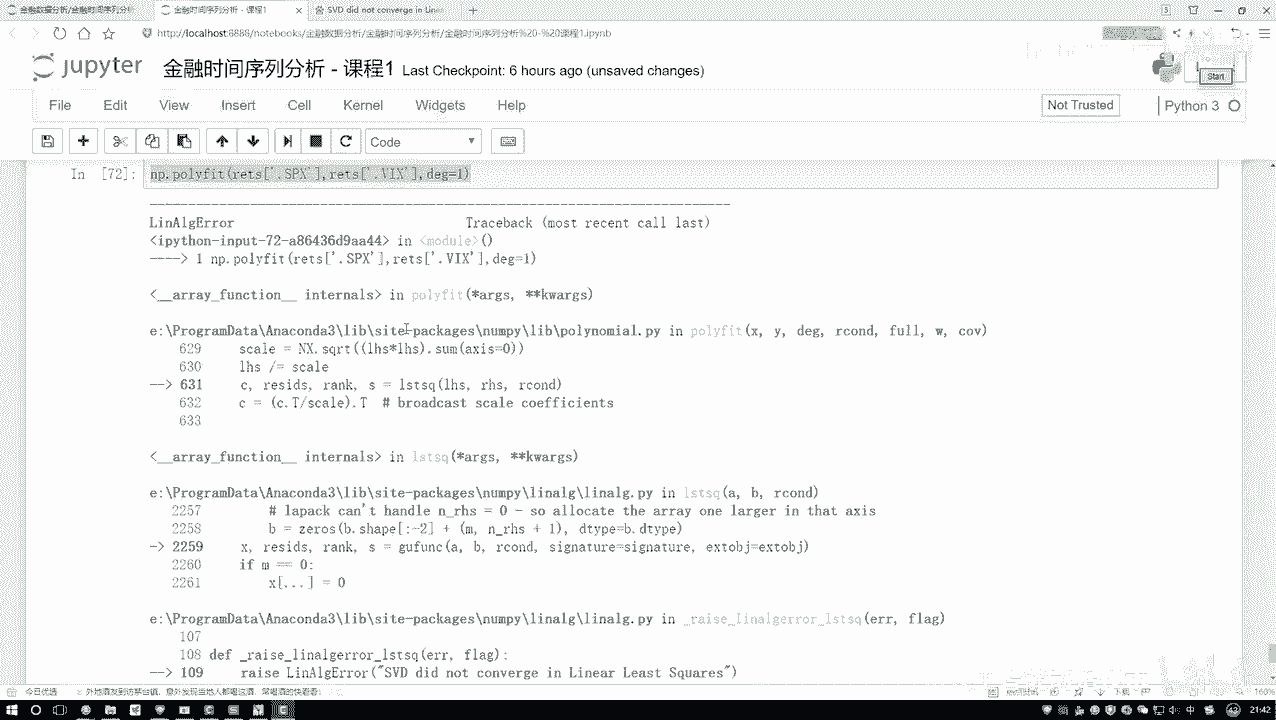 金融数据分析/金融时间序列分析
金融时间序列分析 - 课程1
SVD did not converge in Linea
http://localhost:8888/notebooks/金融数据分析/金融时间序列分析/金融时间序列分析%20-%20课程1.ipynb
jupyter 金融时间序列分析 - 课程1 Last Checkpoint: 6 hours ago (unsaved changes)
Start
File Edit View Insert Cell Kernel Widgets Help
Not Trusted Python 3
Code
In [72]: np.polyfit(rets['.SPX'],rets['.VIX'],deg=1)
LinAlgError Traceback (most recent call last)
<ipython-input-72-a86436d9aa44> in <module>()
----> 1 np.polyfit(rets['.SPX'],rets['.VIX'],deg=1)
<__array_function__ internals> in polyfit(*args, **kwargs)
e:\ProgramData\Anaconda3\lib\site-packages\numpy\lib\polynomial.py in polyfit(x, y, deg, rcond, full, w, cov)
629 scale = NX.sqrt((lhs*lhs).sum(axis=0))
630 lhs /= scale
--> 631 c, resids, rank, s = lstsq(lhs, rhs, rcond)
632 c = (c.T/scale).T # broadcast scale coefficients
633
<__array_function__ internals> in lstsq(*args, **kwargs)
e:\ProgramData\Anaconda3\lib\site-packages\numpy\linalg\linalg.py in lstsq(a, b, rcond)
2257 # lapack can't handle n_rhs = 0 - so allocate the array one larger in that axis
2258 b = zeros(b.shape[:-2] + (m, n_rhs + 1), dtype=b.dtype)
-> 2259 x, resids, rank, s = gufunc(a, b, rcond, signature=signature, extobj=extobj)
2260 if m == 0:
2261 x[...] = 0
e:\ProgramData\Anaconda3\lib\site-packages\numpy\linalg\linalg.py in _raise_linalgerror_lstsq(err, flag)
107
108 def _raise_linalgerror_lstsq(err, flag):
--> 109 raise LinAlgError("SVD did not converge in Linear Least Squares")
今日优选
下载
160%
中
21:42